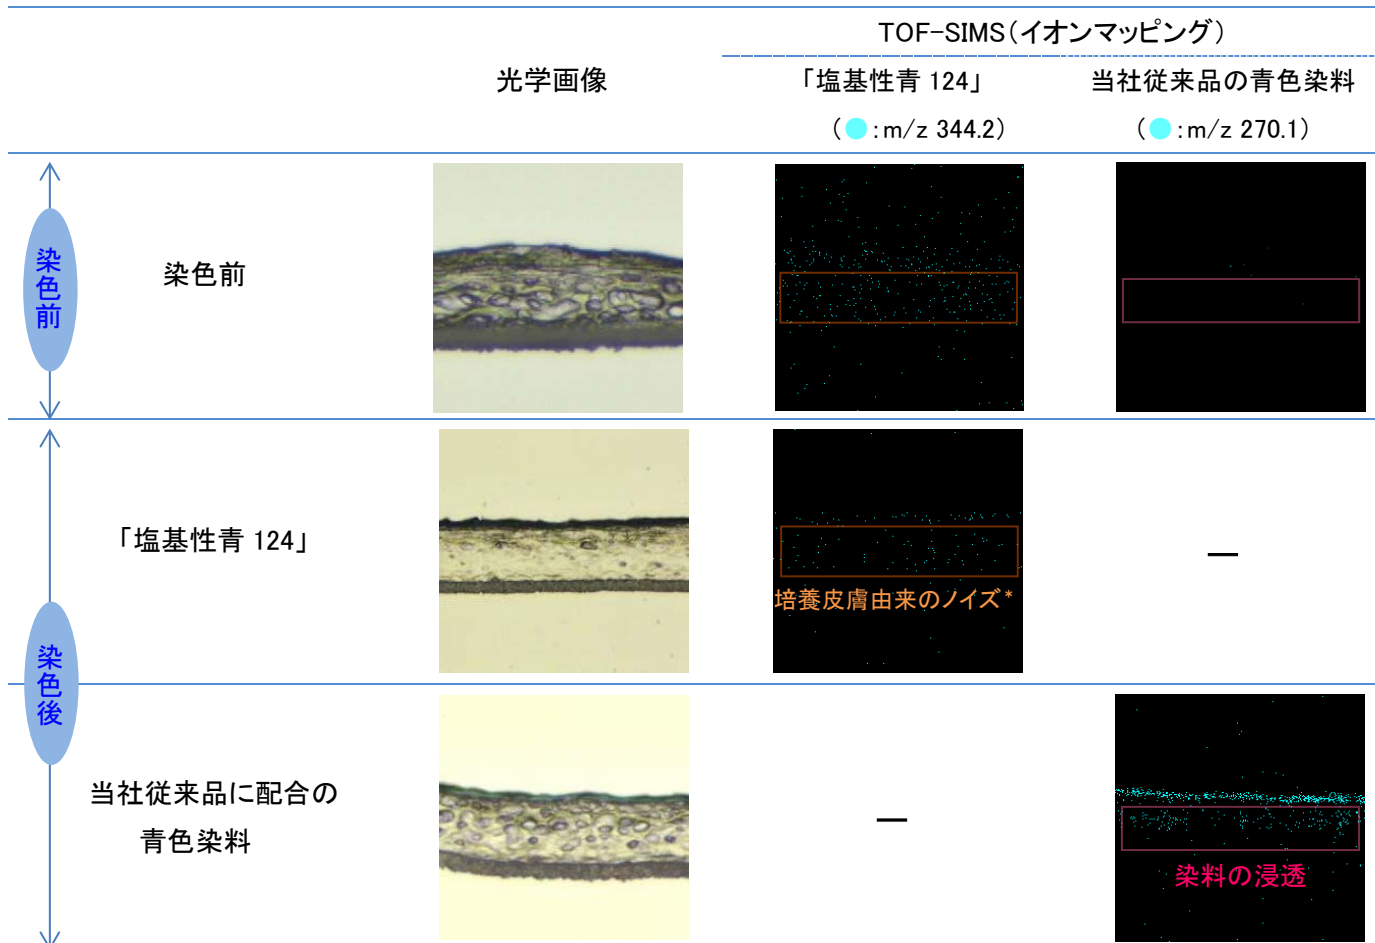 TOF-SIMS(イオンマッピング)
光学画像
「塩基性青 124」
(●:m/z 344.2)
当社従来品の青色染料
(●:m/z 270.1)
染色前
染色前
染色後
「塩基性青 124」
培養皮膚由来のノイズ*
—
当社従来品に配合の
青色染料
—
染料の浸透